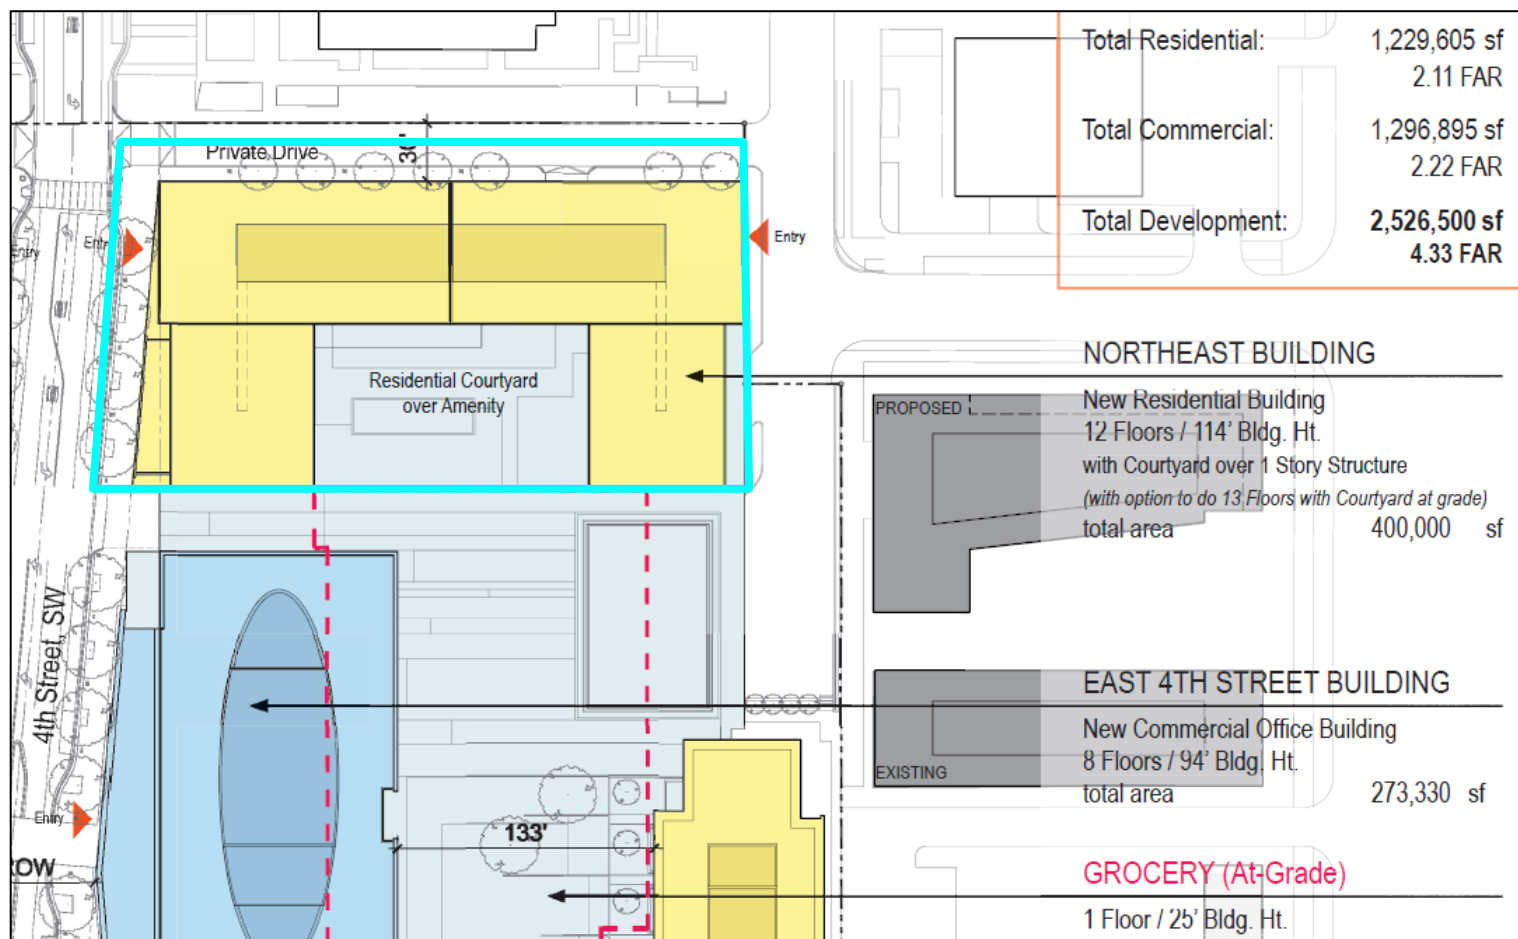 Total Residential: 1,229,605 sf
2.11 FAR
Total Commercial: 1,296,895 sf
2.22 FAR
Total Development: 2,526,500 sf
4.33 FAR
Private Drive
30'
Entry
Entry
Entry
Residential Courtyard
over Amenity
NORTHEAST BUILDING
New Residential Building
12 Floors / 114' Bldg. Ht.
with Courtyard over 1 Story Structure
(with option to do 13 Floors with Courtyard at grade)
total area 400,000 sf
PROPOSED
4th Street, SW
EAST 4TH STREET BUILDING
New Commercial Office Building
8 Floors / 94' Bldg. Ht.
total area 273,330 sf
EXISTING
Entry
133'
ROW
GROCERY (At-Grade)
1 Floor / 25' Bldg. Ht.